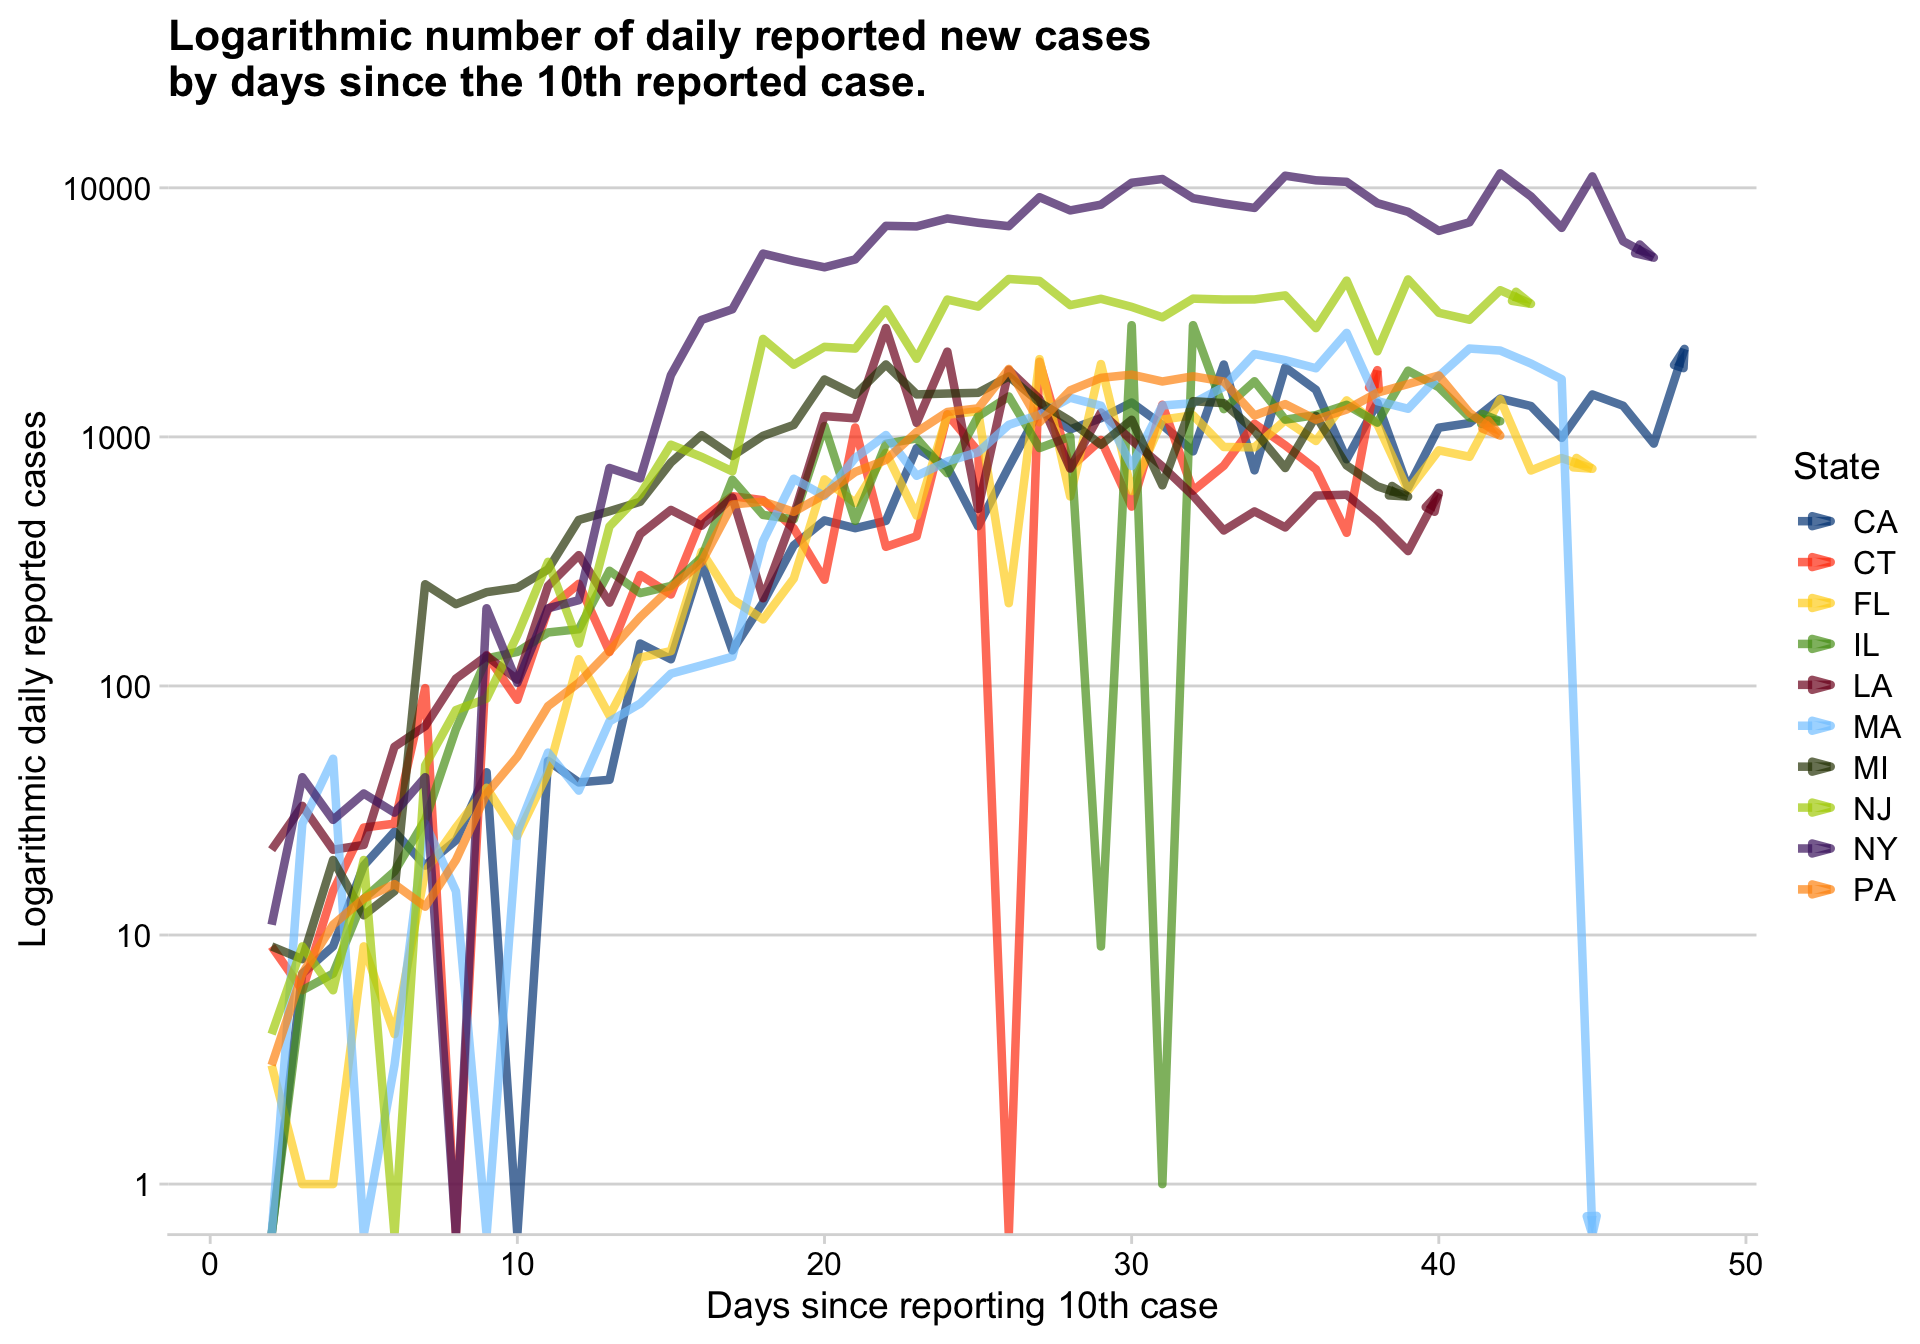 Logarithmic number of daily reported new cases
by days since the 10th reported case.
Logarithmic daily reported cases
10000
1000
100
10
1
0
10
20
30
40
50
Days since reporting 10th case
State
CA
CT
FL
IL
LA
MA
MI
NJ
NY
PA